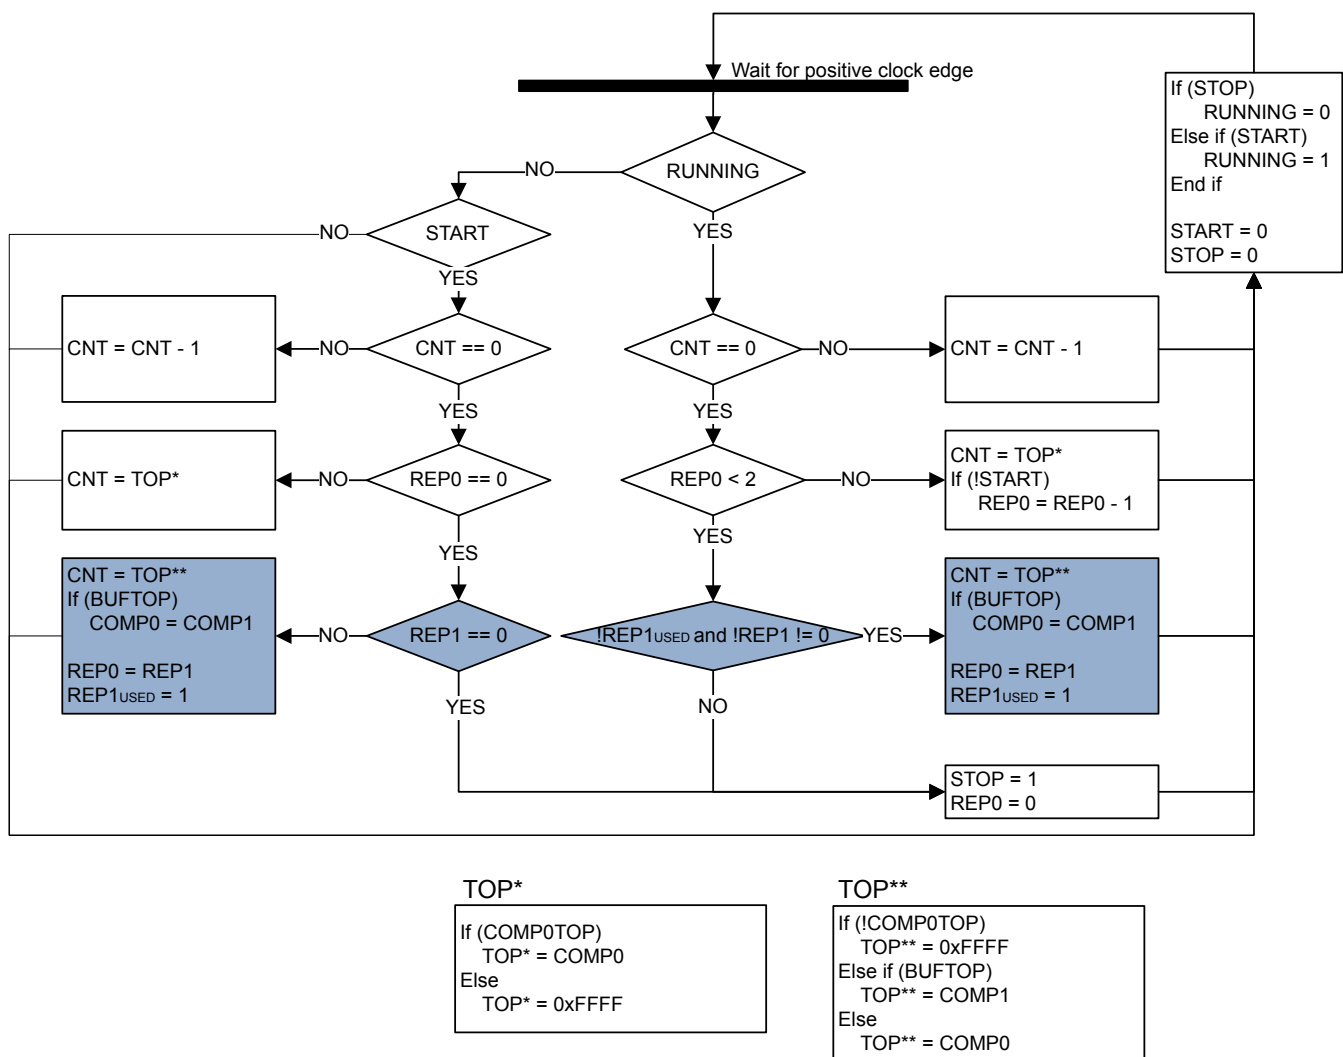 Wait for positive clock edge
If (STOP)
RUNNING = 0
Else if (START)
RUNNING = 1
End if
START = 0
STOP = 0
RUNNING
NO
YES
START
NO
YES
CNT = CNT - 1
NO
CNT == 0
YES
CNT == 0
NO
CNT = CNT - 1
YES
CNT = TOP*
NO
REP0 == 0
YES
REP0 < 2
NO
CNT = TOP*
If (!START)
REP0 = REP0 - 1
YES
CNT = TOP**
If (BUFTOP)
COMP0 = COMP1
REP0 = REP1
REP1USED = 1
NO
REP1 == 0
YES
!REP1USED and !REP1 != 0
YES
NO
CNT = TOP**
If (BUFTOP)
COMP0 = COMP1
REP0 = REP1
REP1USED = 1
STOP = 1
REP0 = 0
TOP*
If (COMP0TOP)
TOP* = COMP0
Else
TOP* = 0xFFFF
TOP**
If (!COMP0TOP)
TOP** = 0xFFFF
Else if (BUFTOP)
TOP** = COMP1
Else
TOP** = COMP0